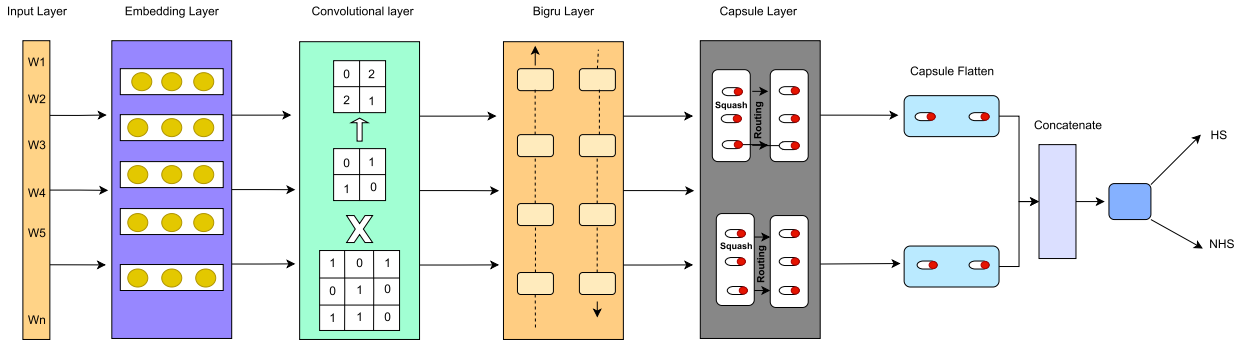 Input Layer
Embedding Layer
Convolutional layer
Bigru Layer
Capsule Layer
W1
W2
W3
W4
W5
Wn
0 2
2 1
0 1
1 0
X
1 0 1
0 1 0
1 1 0
Squash
Routing
Squash
Routing
Capsule Flatten
Concatenate
HS
NHS